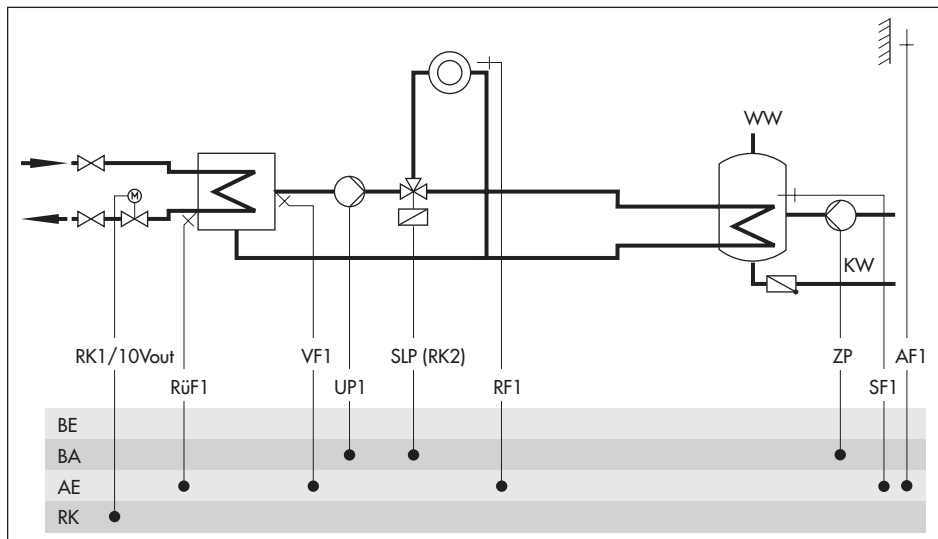 M
WW
KW
RK1/10Vout VF1 SLP (RK2) ZP AF1
RüF1 UP1 RF1 SF1
BE
BA
AE
RK